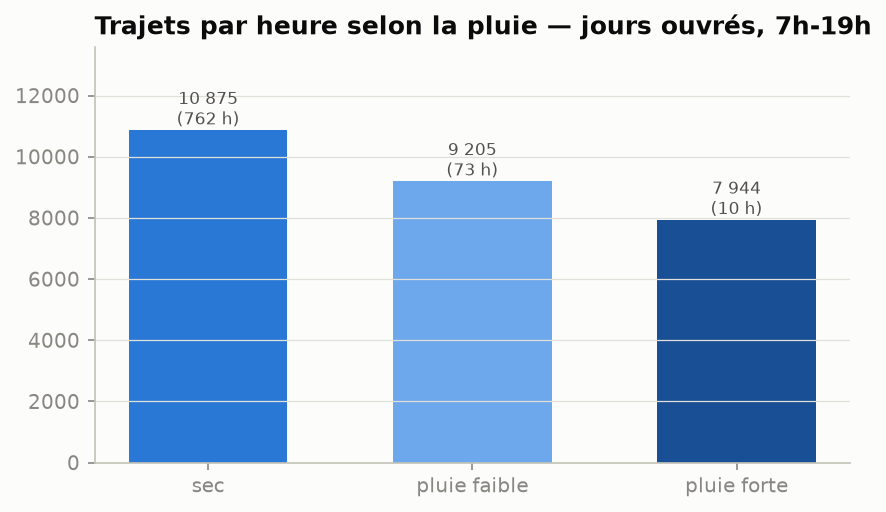 Trajets par heure selon la pluie — jours ouvrés, 7h-19h
12000
10000
8000
6000
4000
2000
0
10 875
(762 h)
9 205
(73 h)
7 944
(10 h)
sec
pluie faible
pluie forte